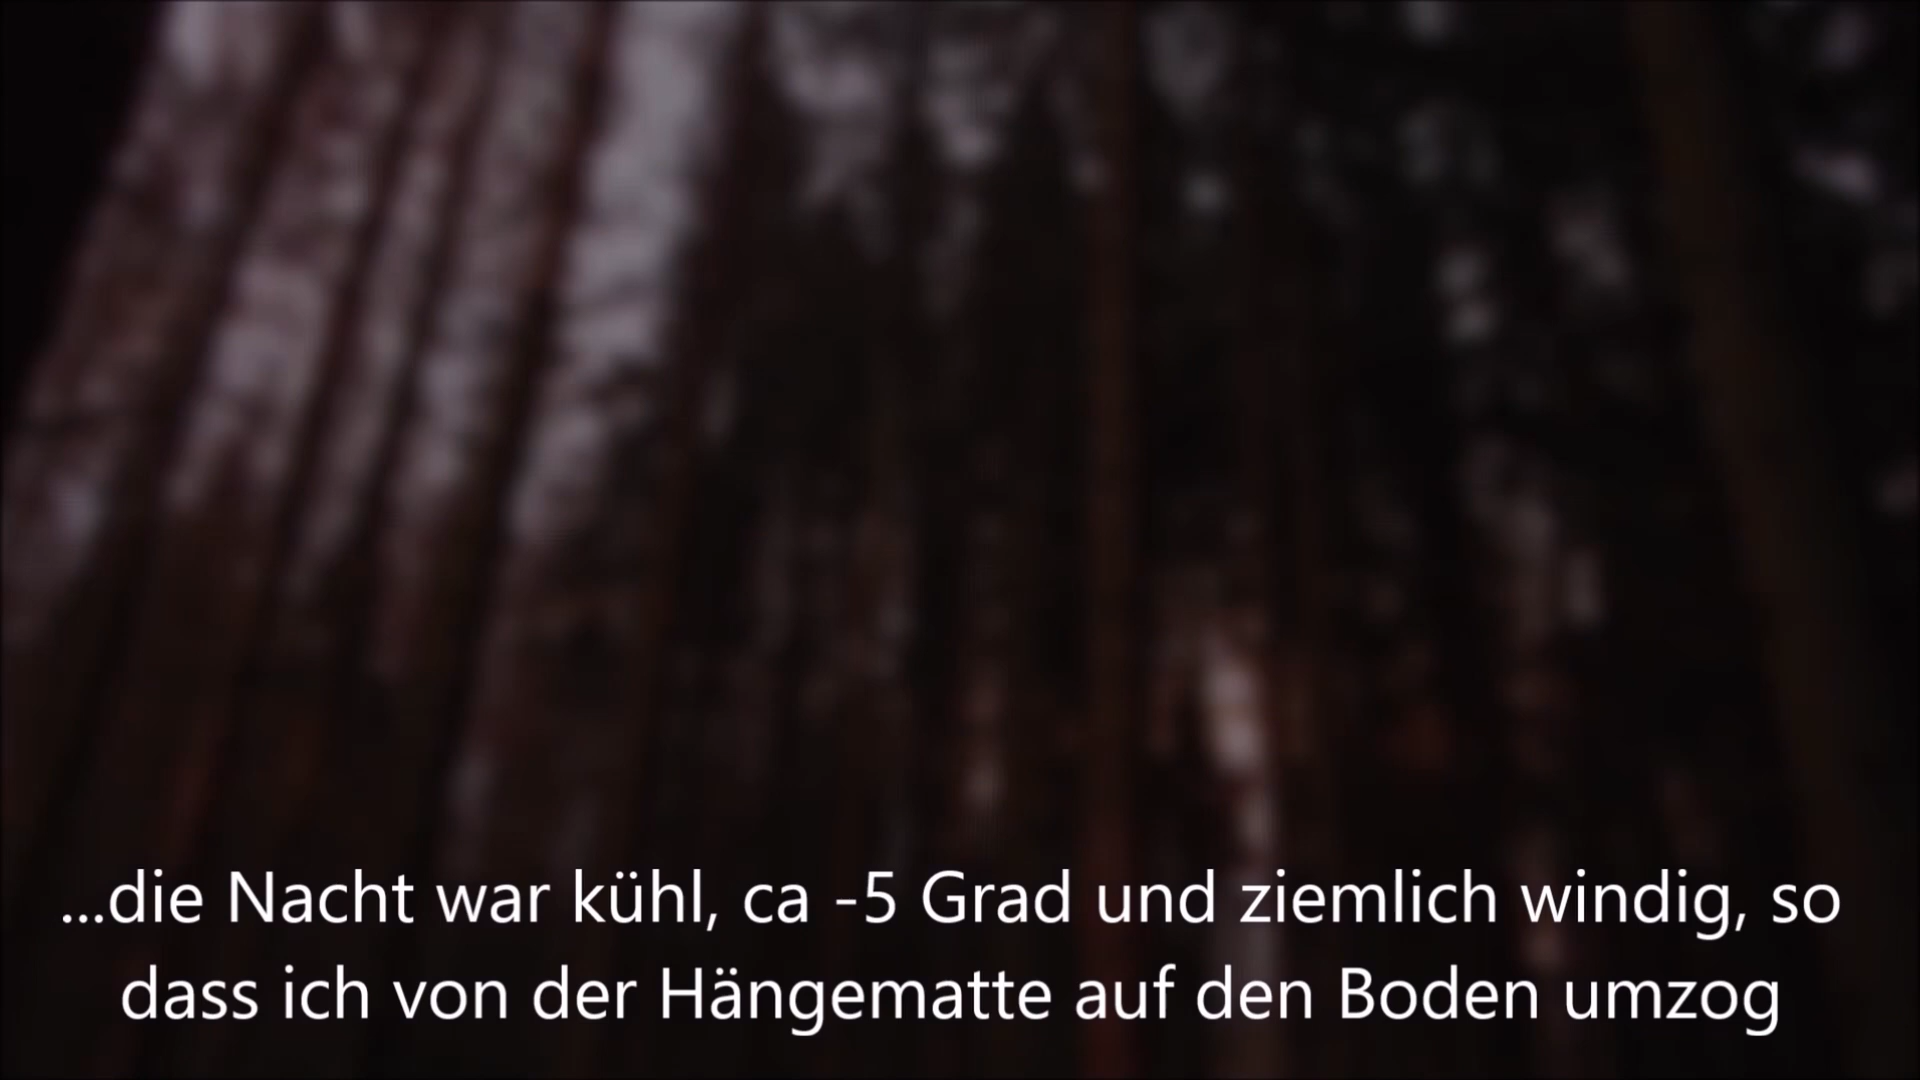 ...die Nacht war kühl, ca -5 Grad und ziemlich windig, so
dass ich von der Hängematte auf den Boden umzog